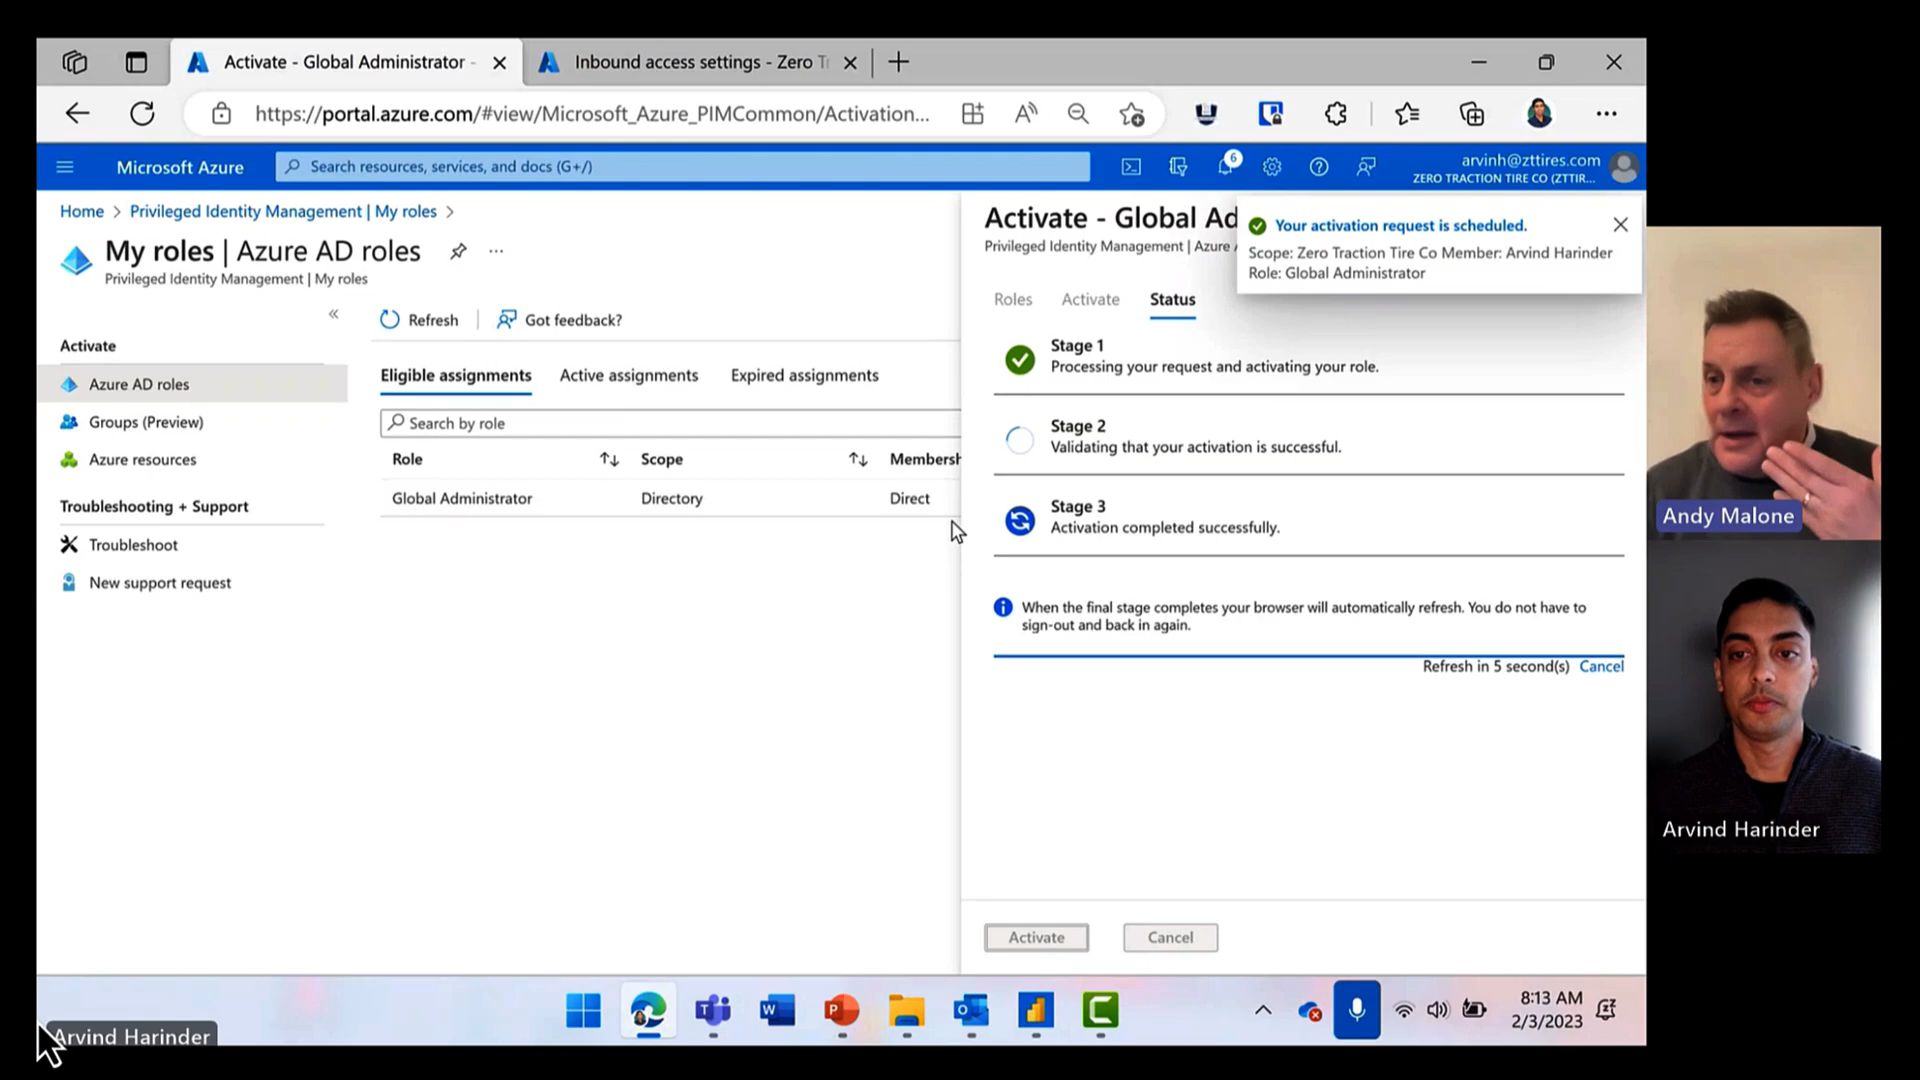 Activate - Global Administrator -
Inbound access settings - Zero Tr
https://portal.azure.com/#view/Microsoft_Azure_PIMCommon/Activation...
Microsoft Azure
Search resources, services, and docs (G+/)
6
arvinh@zttires.com
ZERO TRACTION TIRE CO (ZTTIR...
Home > Privileged Identity Management | My roles >
My roles | Azure AD roles
Privileged Identity Management | My roles
Activate
Azure AD roles
Groups (Preview)
Azure resources
Troubleshooting + Support
Troubleshoot
New support request
Refresh
Got feedback?
Eligible assignments
Active assignments
Expired assignments
Search by role
Role
Scope
Membersh
Global Administrator
Directory
Direct
Activate - Global Ad
Privileged Identity Management | Azure A
Your activation request is scheduled.
Scope: Zero Traction Tire Co Member: Arvind Harinder
Role: Global Administrator
Roles
Activate
Status
Stage 1
Processing your request and activating your role.
Stage 2
Validating that your activation is successful.
Stage 3
Activation completed successfully.
When the final stage completes your browser will automatically refresh. You do not have to
sign-out and back in again.
Refresh in 5 second(s) Cancel
Activate
Cancel
Andy Malone
Arvind Harinder
8:13 AM
2/3/2023
Arvind Harinder